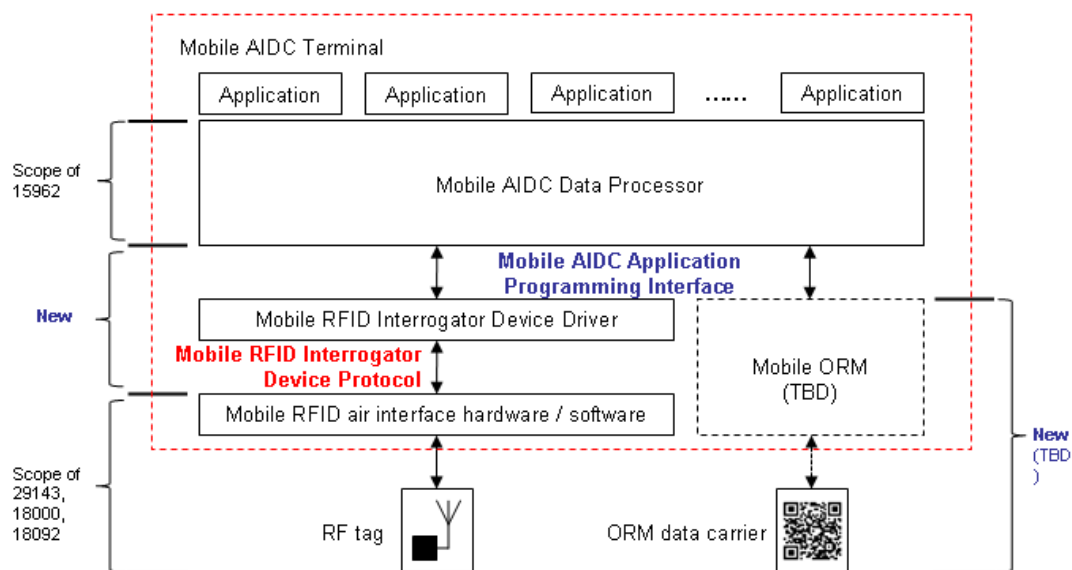 Mobile AIDC Terminal
Application
Application
Application
......
Application
Scope of
15962
Mobile AIDC Data Processor
Mobile AIDC Application
Programming Interface
New
Mobile RFID Interrogator Device Driver
Mobile RFID Interrogator
Device Protocol
Mobile ORM
(TBD)
Mobile RFID air interface hardware / software
New
(TBD
)
Scope of
29143,
18000,
18092
RF tag
ORM data carrier